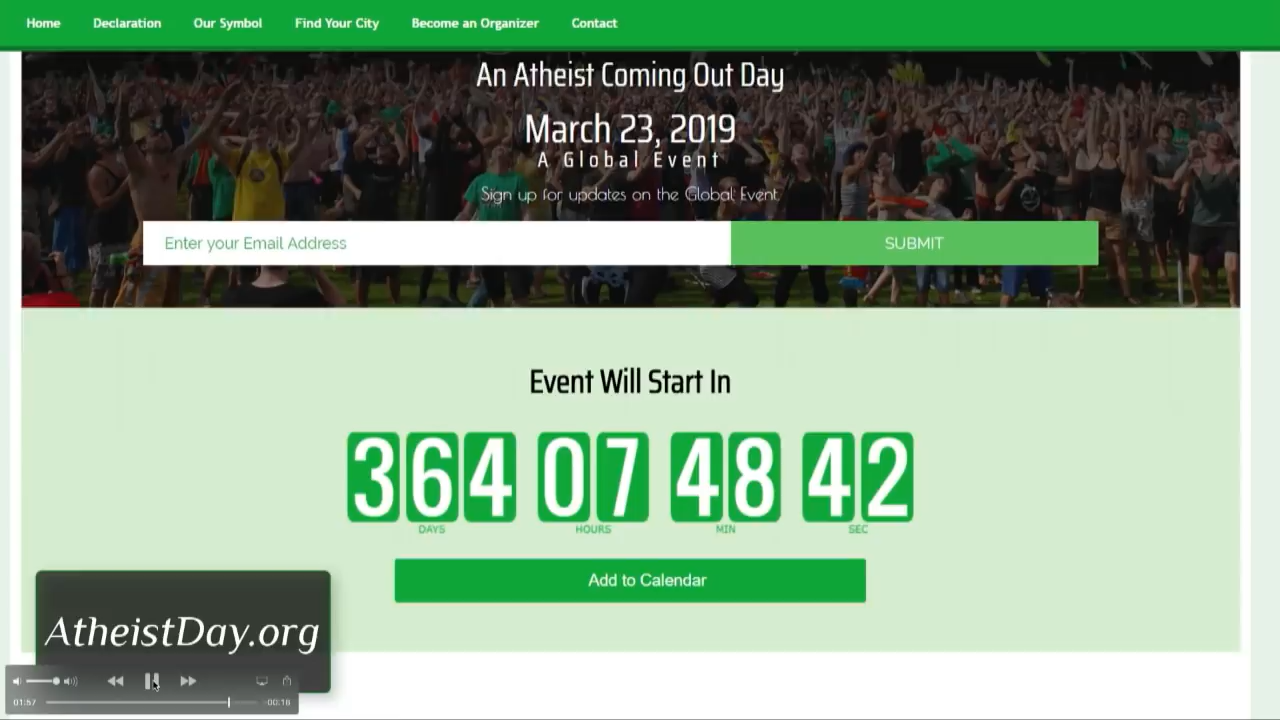 Home Declaration Our Symbol Find Your City Become an Organizer Contact
An Atheist Coming Out Day
March 23, 2019
A Global Event
Sign up for updates on the Global Event
Enter your Email Address SUBMIT
Event Will Start In
364 07 48 42
DAYS HOURS MIN SEC
Add to Calendar
AtheistDay.org
01:57 -00:16